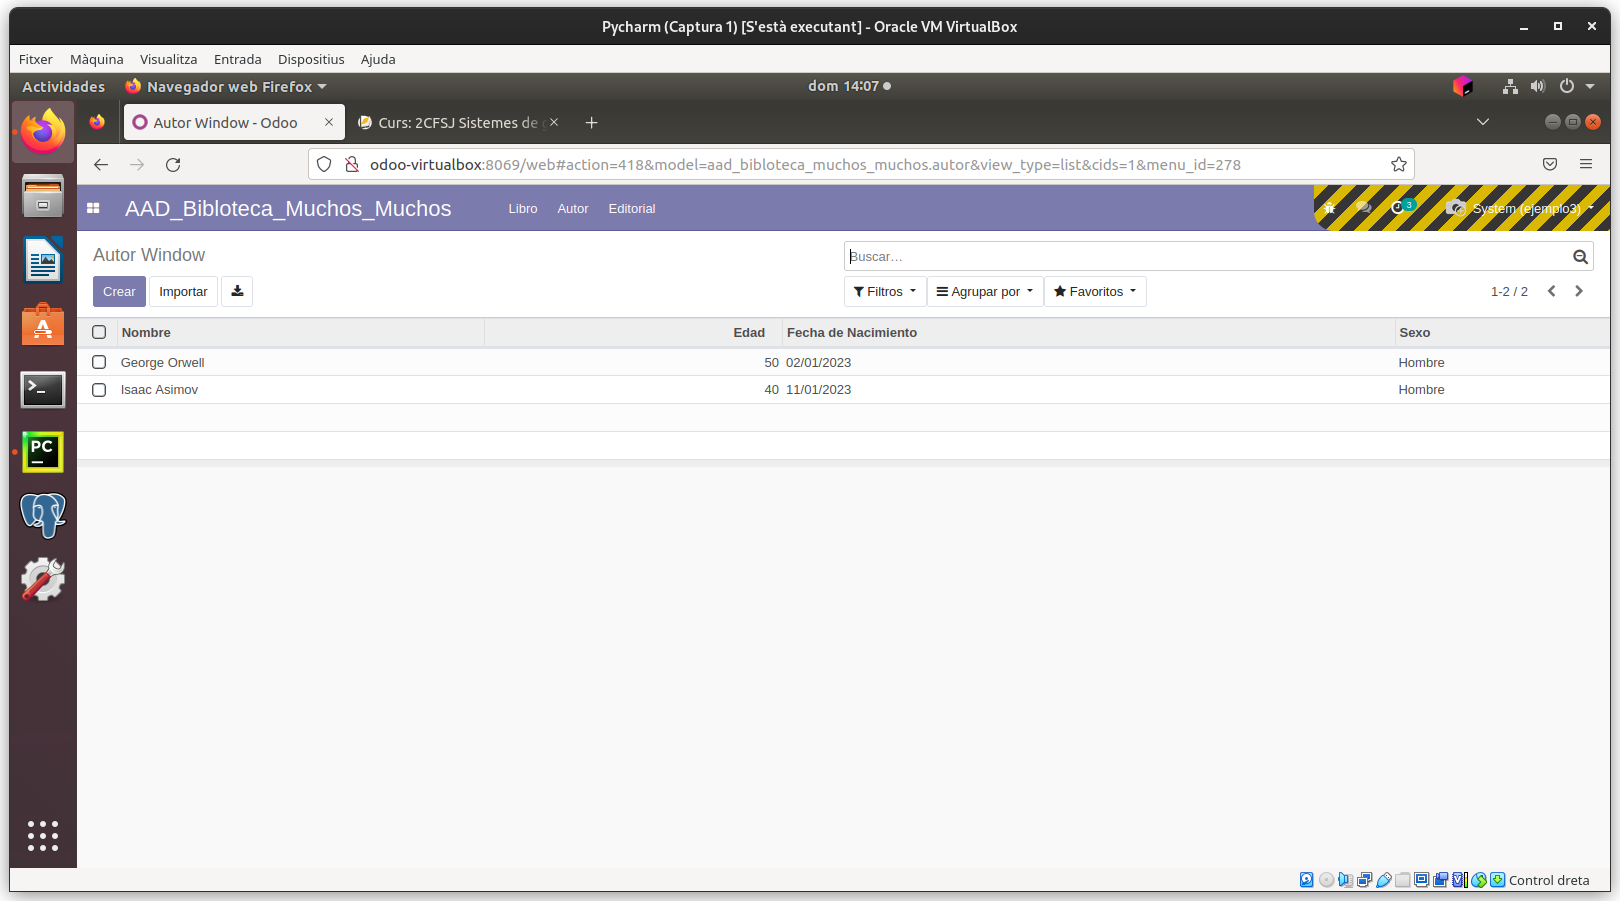 Pycharm (Captura 1) [S'està executant] - Oracle VM VirtualBox
Fitxer Màquina Visualitza Entrada Dispositius Ajuda
Actividades Navegador web Firefox dom 14:07
Autor Window - Odoo Curs: 2CFSJ Sistemes de
odoo-virtualbox:8069/web#action=418&model=aad_bibloteca_muchos_muchos.autor&view_type=list&cids=1&menu_id=278
AAD_Bibloteca_Muchos_Muchos Libro Autor Editorial 3 System (ejemplo3)
Autor Window Buscar...
Crear Importar Filtros Agrupar por Favoritos 1-2 / 2
Nombre Edad Fecha de Nacimiento Sexo
George Orwell 50 02/01/2023 Hombre
Isaac Asimov 40 11/01/2023 Hombre
PC
Control dreta